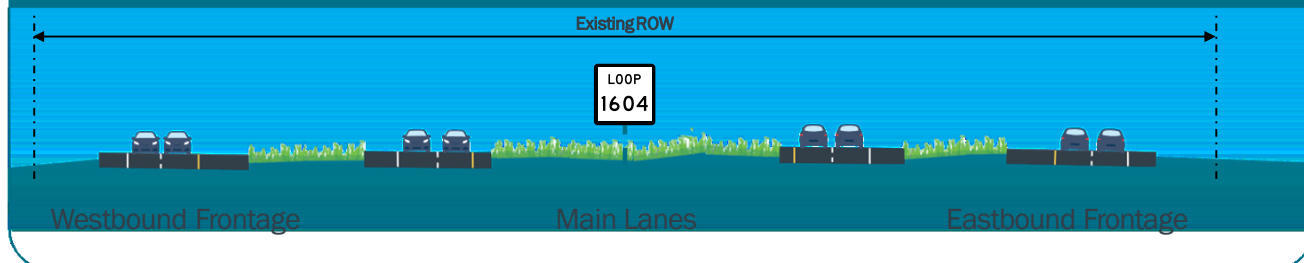 Existing ROW
LOOP
1604
Westbound Frontage
Main Lanes
Eastbound Frontage